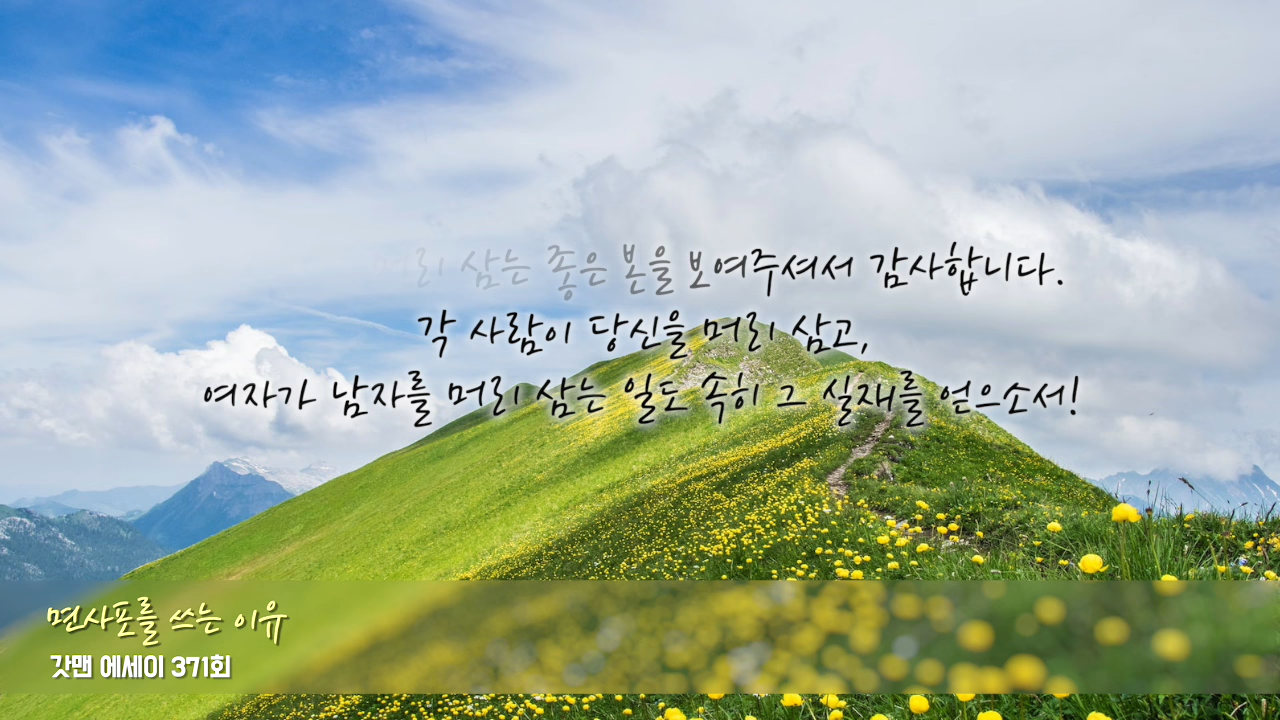 머리 삼는 좋은 본을 보여주셔서 감사합니다.
각 사람이 당신을 머리 삼고,
여자가 남자를 머리 삼는 일도 속히 그 실재를 얻으소서!
면사포를 쓰는 이유
갓맨 에세이 371회